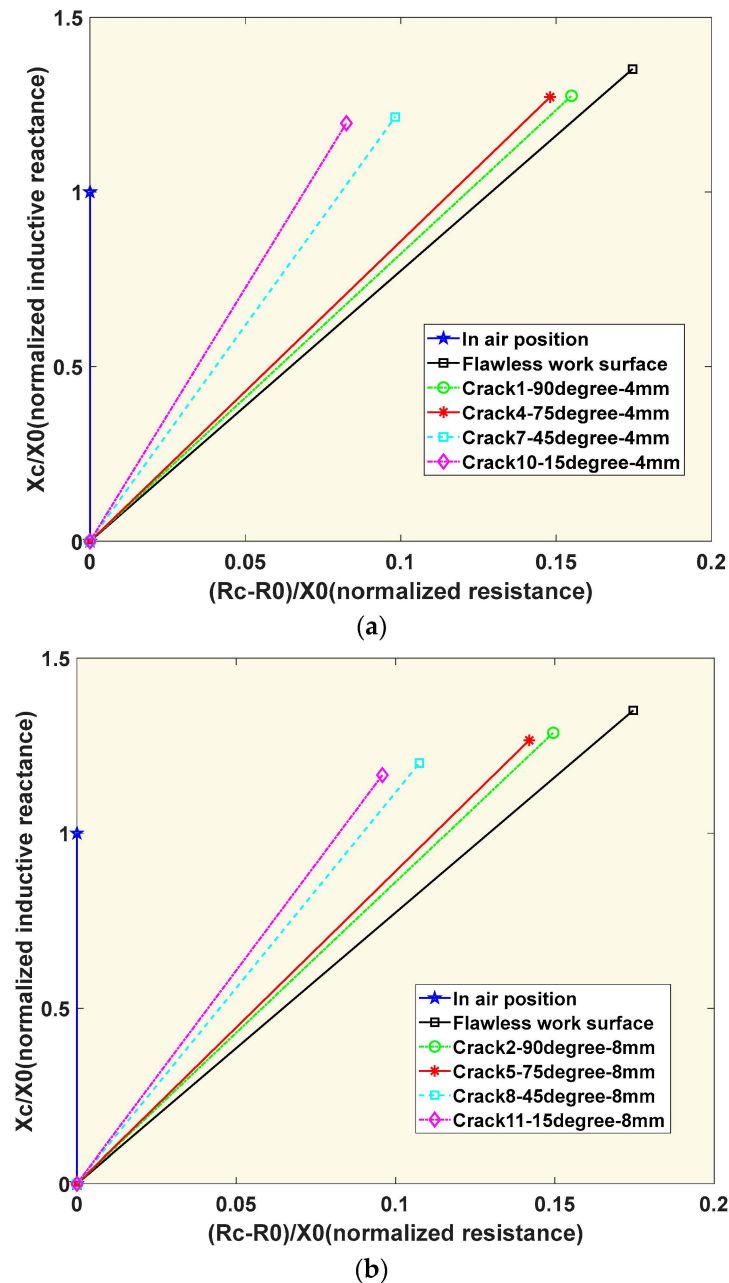 1.5
1
0.5
0
Xc/X0(normalized inductive reactance)
In air position
Flawless work surface
Crack1-90degree-4mm
Crack4-75degree-4mm
Crack7-45degree-4mm
Crack10-15degree-4mm
0 0.05 0.1 0.15 0.2
(Rc-R0)/X0(normalized resistance)
(a)
1.5
1
0.5
0
Xc/X0(normalized inductive reactance)
In air position
Flawless work surface
Crack2-90degree-8mm
Crack5-75degree-8mm
Crack8-45degree-8mm
Crack11-15degree-8mm
0 0.05 0.1 0.15 0.2
(Rc-R0)/X0(normalized resistance)
(b)